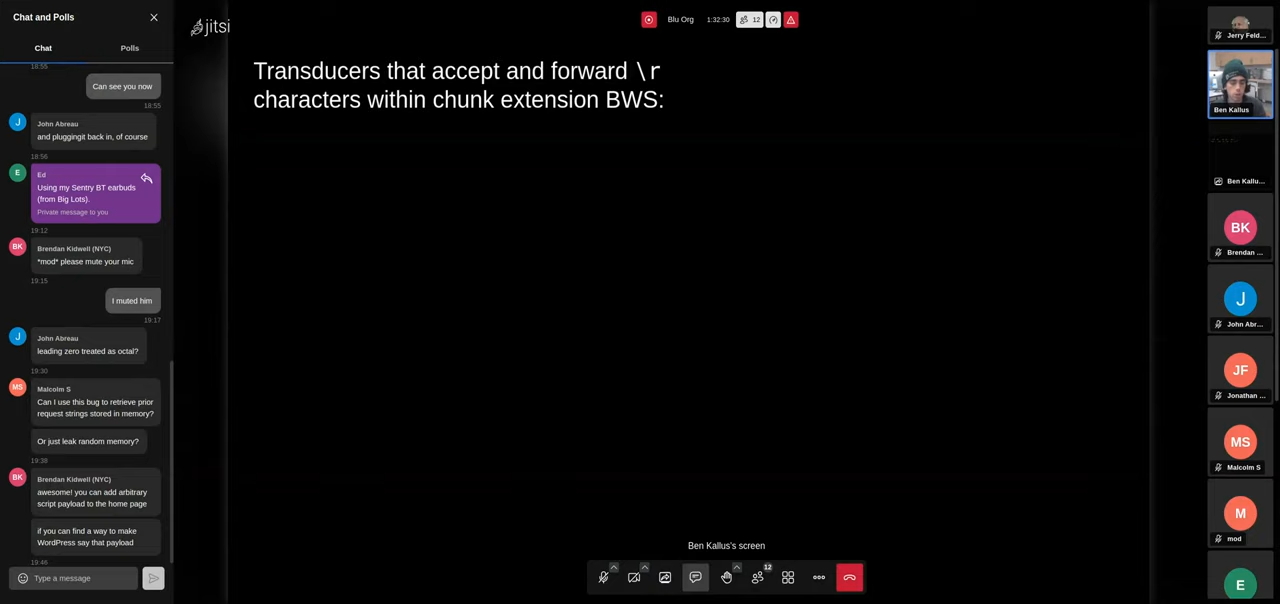 Chat and Polls
Chat
Polls
18:55
Can see you now
18:55
John Abreau
and pluggingit back in, of course
18:56
Ed
Using my Sentry BT earbuds
(from Big Lots).
Private message to you
19:12
Brendan Kidwell (NYC)
*mod* please mute your mic
19:15
I muted him
19:17
John Abreau
leading zero treated as octal?
19:30
Malcolm S
Can I use this bug to retrieve prior
request strings stored in memory?
Or just leak random memory?
19:38
Brendan Kidwell (NYC)
awesome! you can add arbitrary
script payload to the home page
if you can find a way to make
WordPress say that payload
19:46
Type a message
J
E
BK
J
MS
BK
jitsi
Blu Org
1:32:30
12
Transducers that accept and forward \r
characters within chunk extension BWS:
Ben Kallus's screen
12
Jerry Feld...
Ben Kallus
Ben Kallu...
BK
Brendan ...
J
John Abr...
JF
Jonathan ...
MS
Malcolm S
M
mod
E